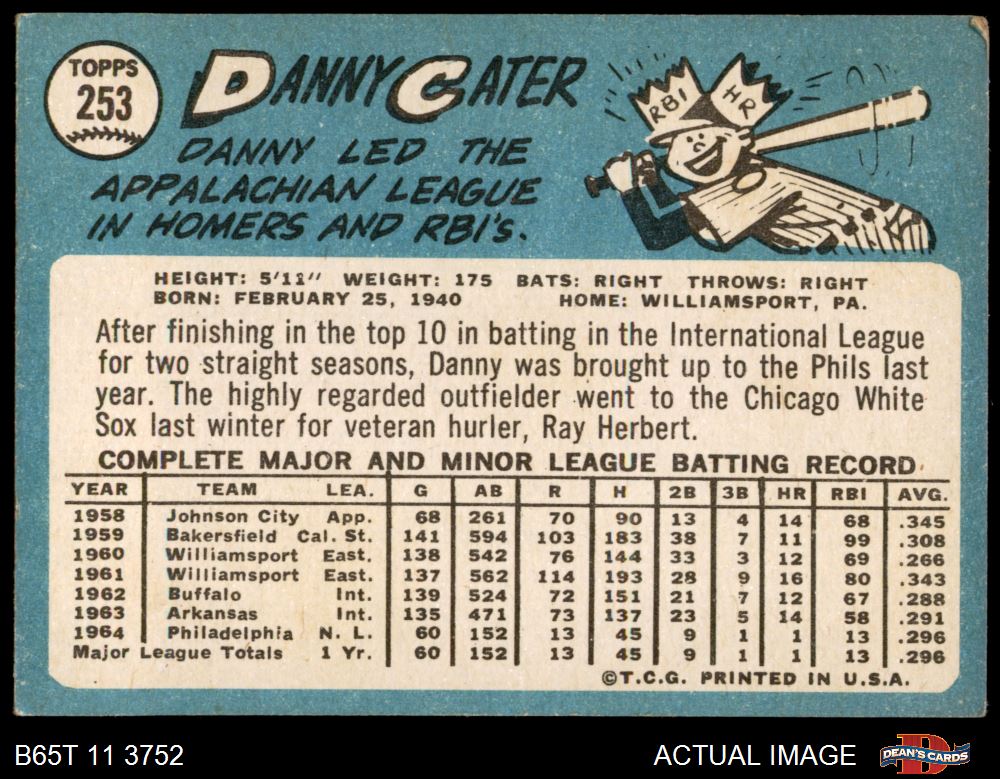 TOPPS
253
DANNY CATER
DANNY LED THE
APPALACHIAN LEAGUE
IN HOMERS AND RBI's.
RBI HR
HEIGHT: 5'11" WEIGHT: 175 BATS: RIGHT THROWS: RIGHT
BORN: FEBRUARY 25, 1940 HOME: WILLIAMSPORT, PA.
After finishing in the top 10 in batting in the International League
for two straight seasons, Danny was brought up to the Phils last
year. The highly regarded outfielder went to the Chicago White
Sox last winter for veteran hurler, Ray Herbert.
COMPLETE MAJOR AND MINOR LEAGUE BATTING RECORD
YEAR TEAM LEA. G AB R H 2B 3B HR RBI AVG.
1958 Johnson City App. 68 261 70 90 13 4 14 68 .345
1959 Bakersfield Cal. St. 141 594 103 183 38 7 11 99 .308
1960 Williamsport East. 138 542 76 144 33 3 12 69 .266
1961 Williamsport East. 137 562 114 193 28 9 16 80 .343
1962 Buffalo Int. 139 524 72 151 21 7 12 67 .288
1963 Arkansas Int. 135 471 73 137 23 5 14 58 .291
1964 Philadelphia N. L. 60 152 13 45 9 1 1 13 .296
Major League Totals 1 Yr. 60 152 13 45 9 1 1 13 .296
©T.C.G. PRINTED IN U.S.A.
B65T 11 3752 ACTUAL IMAGE DEAN'S CARDS